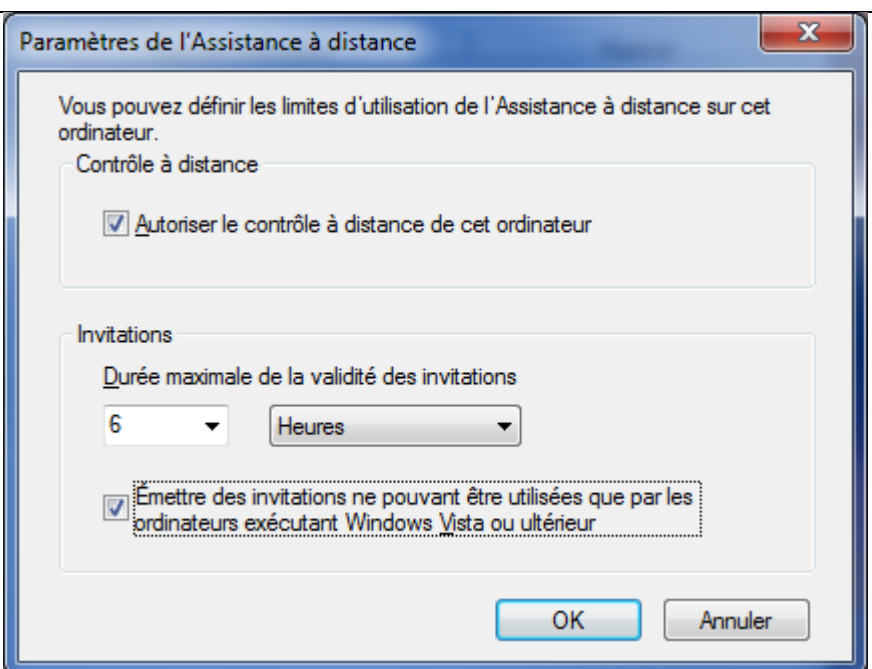 Paramètres de l'Assistance à distance
Vous pouvez définir les limites d'utilisation de l'Assistance à distance sur cet
ordinateur.
Contrôle à distance
Autoriser le contrôle à distance de cet ordinateur
Invitations
Durée maximale de la validité des invitations
6 Heures
Émettre des invitations ne pouvant être utilisées que par les
ordinateurs exécutant Windows Vista ou ultérieur
OK Annuler